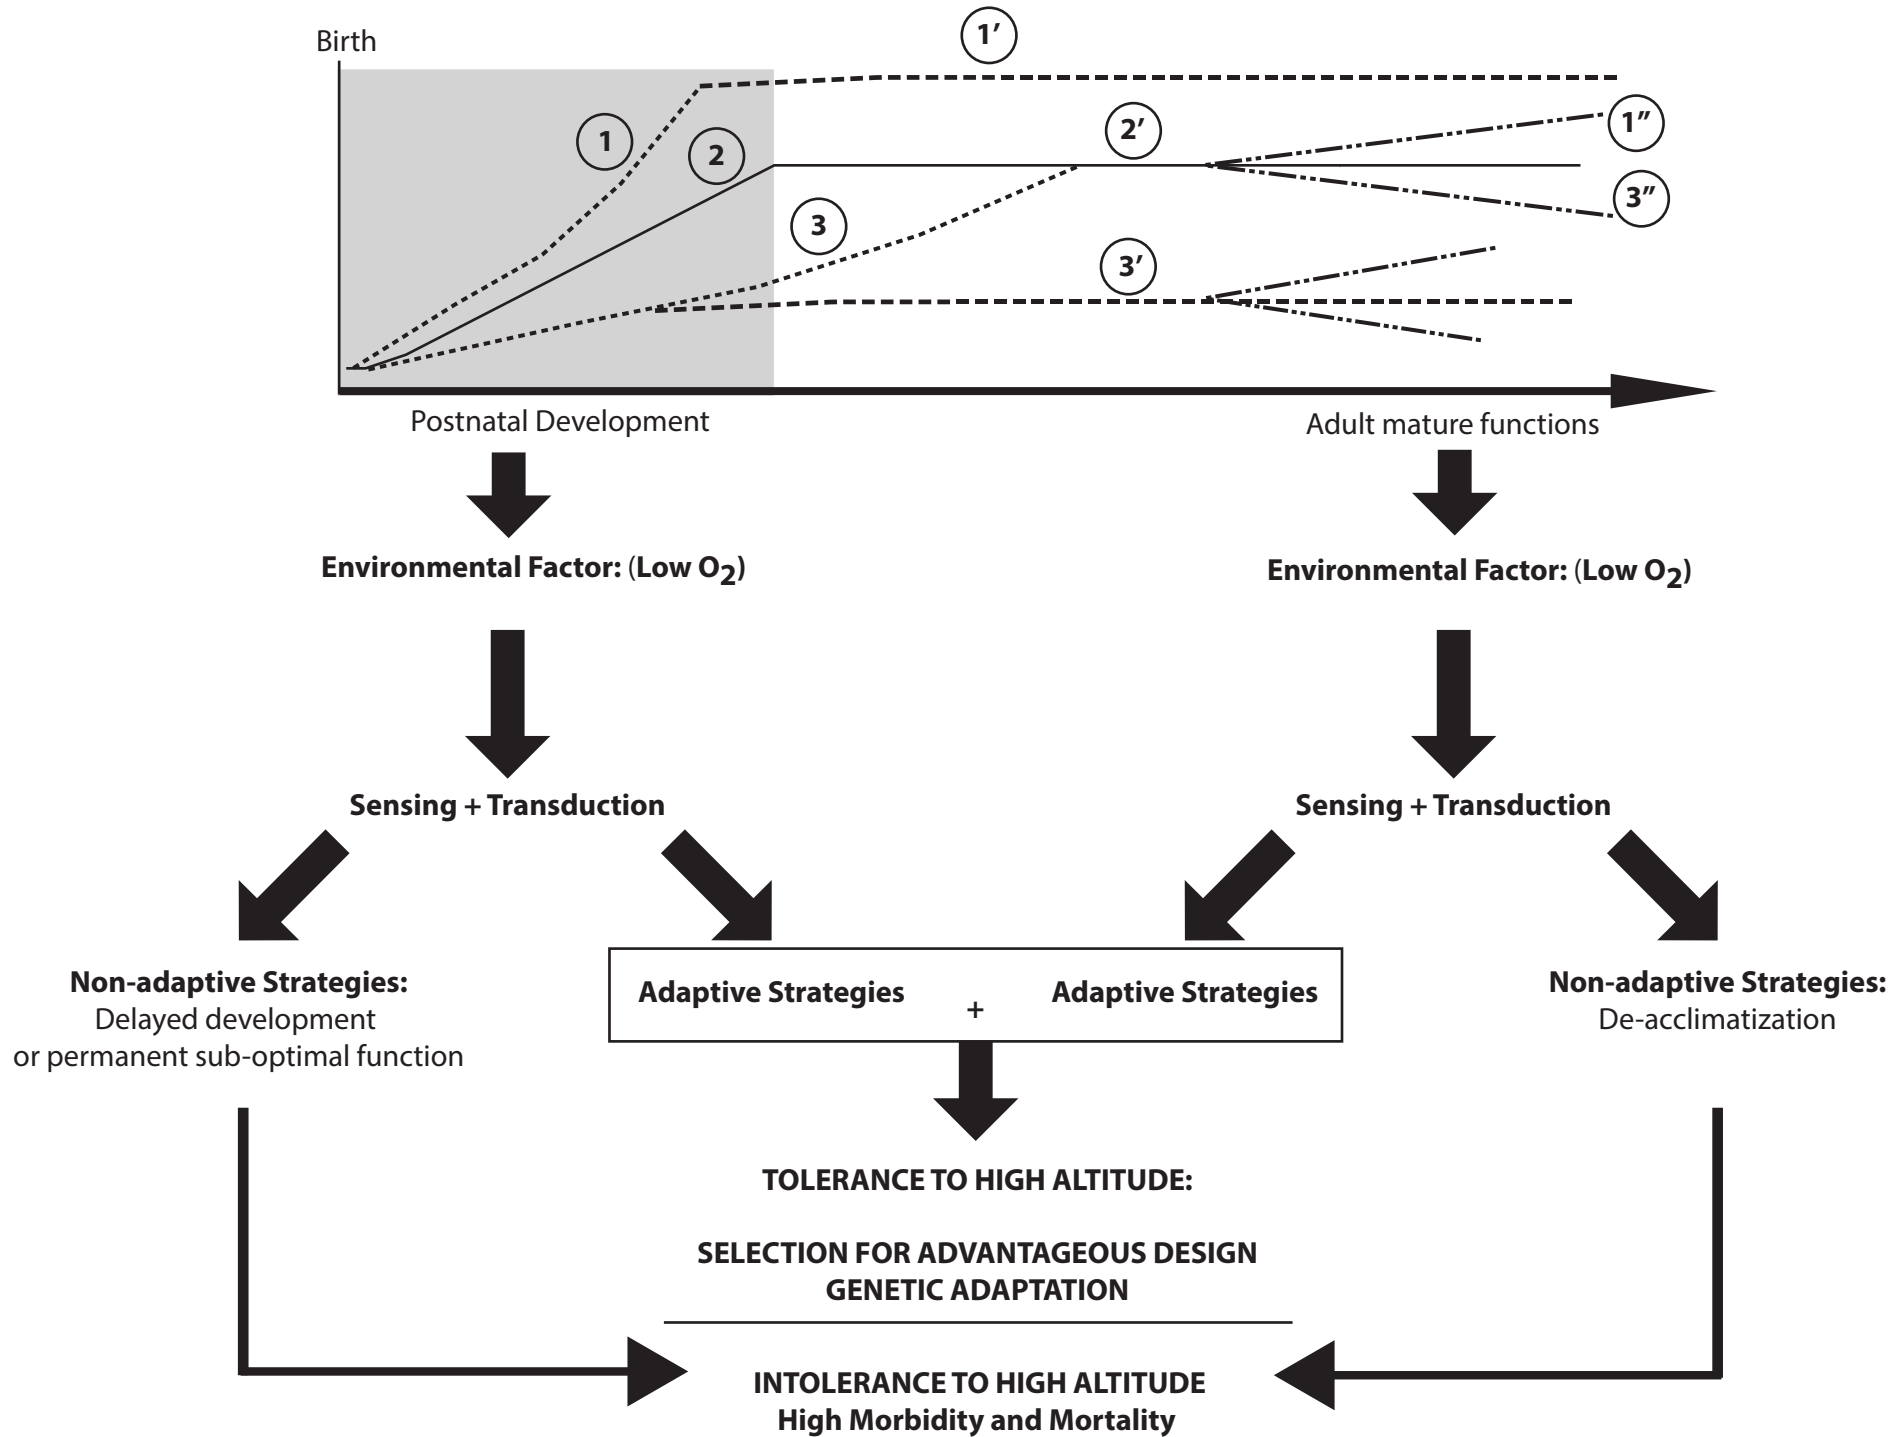 Birth
1′
1
2
2′
1″
3″
3
3′
Postnatal Development
Adult mature functions
Environmental Factor: (Low O2)
Environmental Factor: (Low O2)
Sensing + Transduction
Sensing + Transduction
Non-adaptive Strategies:
Delayed development
or permanent sub-optimal function
Adaptive Strategies + Adaptive Strategies
Non-adaptive Strategies:
De-acclimatization
TOLERANCE TO HIGH ALTITUDE:
SELECTION FOR ADVANTAGEOUS DESIGN
GENETIC ADAPTATION
INTOLERANCE TO HIGH ALTITUDE
High Morbidity and Mortality